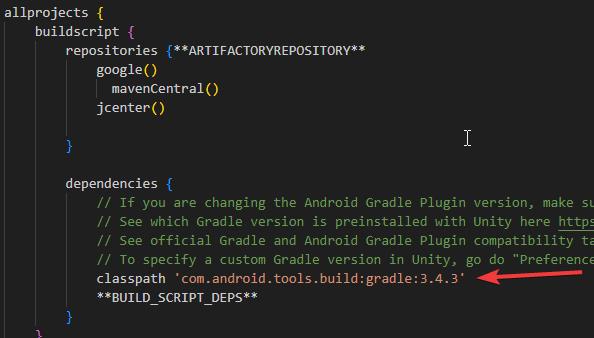 allprojects {
buildscript {
repositories {**ARTIFACTORYREPOSITORY**
google()
mavenCentral()
jcenter()
}
dependencies {
// If you are changing the Android Gradle Plugin version, make su
// See which Gradle version is preinstalled with Unity here https
// See official Gradle and Android Gradle Plugin compatibility ta
// To specify a custom Gradle version in Unity, go do "Preference
classpath 'com.android.tools.build:gradle:3.4.3'
**BUILD_SCRIPT_DEPS**
}
}